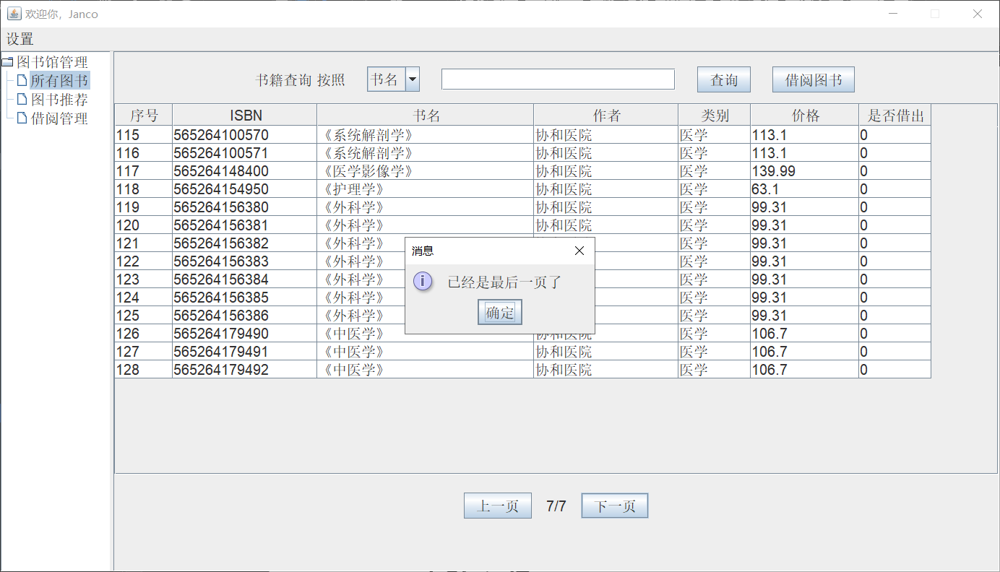 欢迎你，Janco
设置
图书馆管理
所有图书
图书推荐
借阅管理
书籍查询 按照 书名 查询 借阅图书
序号 ISBN 书名 作者 类别 价格 是否借出
115 565264100570 《系统解剖学》 协和医院 医学 113.1 0
116 565264100571 《系统解剖学》 协和医院 医学 113.1 0
117 565264148400 《医学影像学》 协和医院 医学 139.99 0
118 565264154950 《护理学》 协和医院 医学 63.1 0
119 565264156380 《外科学》 协和医院 医学 99.31 0
120 565264156381 《外科学》 协和医院 医学 99.31 0
121 565264156382 《外科学》 医学 99.31 0
122 565264156383 《外科学》 医学 99.31 0
123 565264156384 《外科学》 医学 99.31 0
124 565264156385 《外科学》 医学 99.31 0
125 565264156386 《外科学》 医学 99.31 0
126 565264179490 《中医学》 协和医院 医学 106.7 0
127 565264179491 《中医学》 协和医院 医学 106.7 0
128 565264179492 《中医学》 协和医院 医学 106.7 0
消息
已经是最后一页了
确定
上一页 7/7 下一页